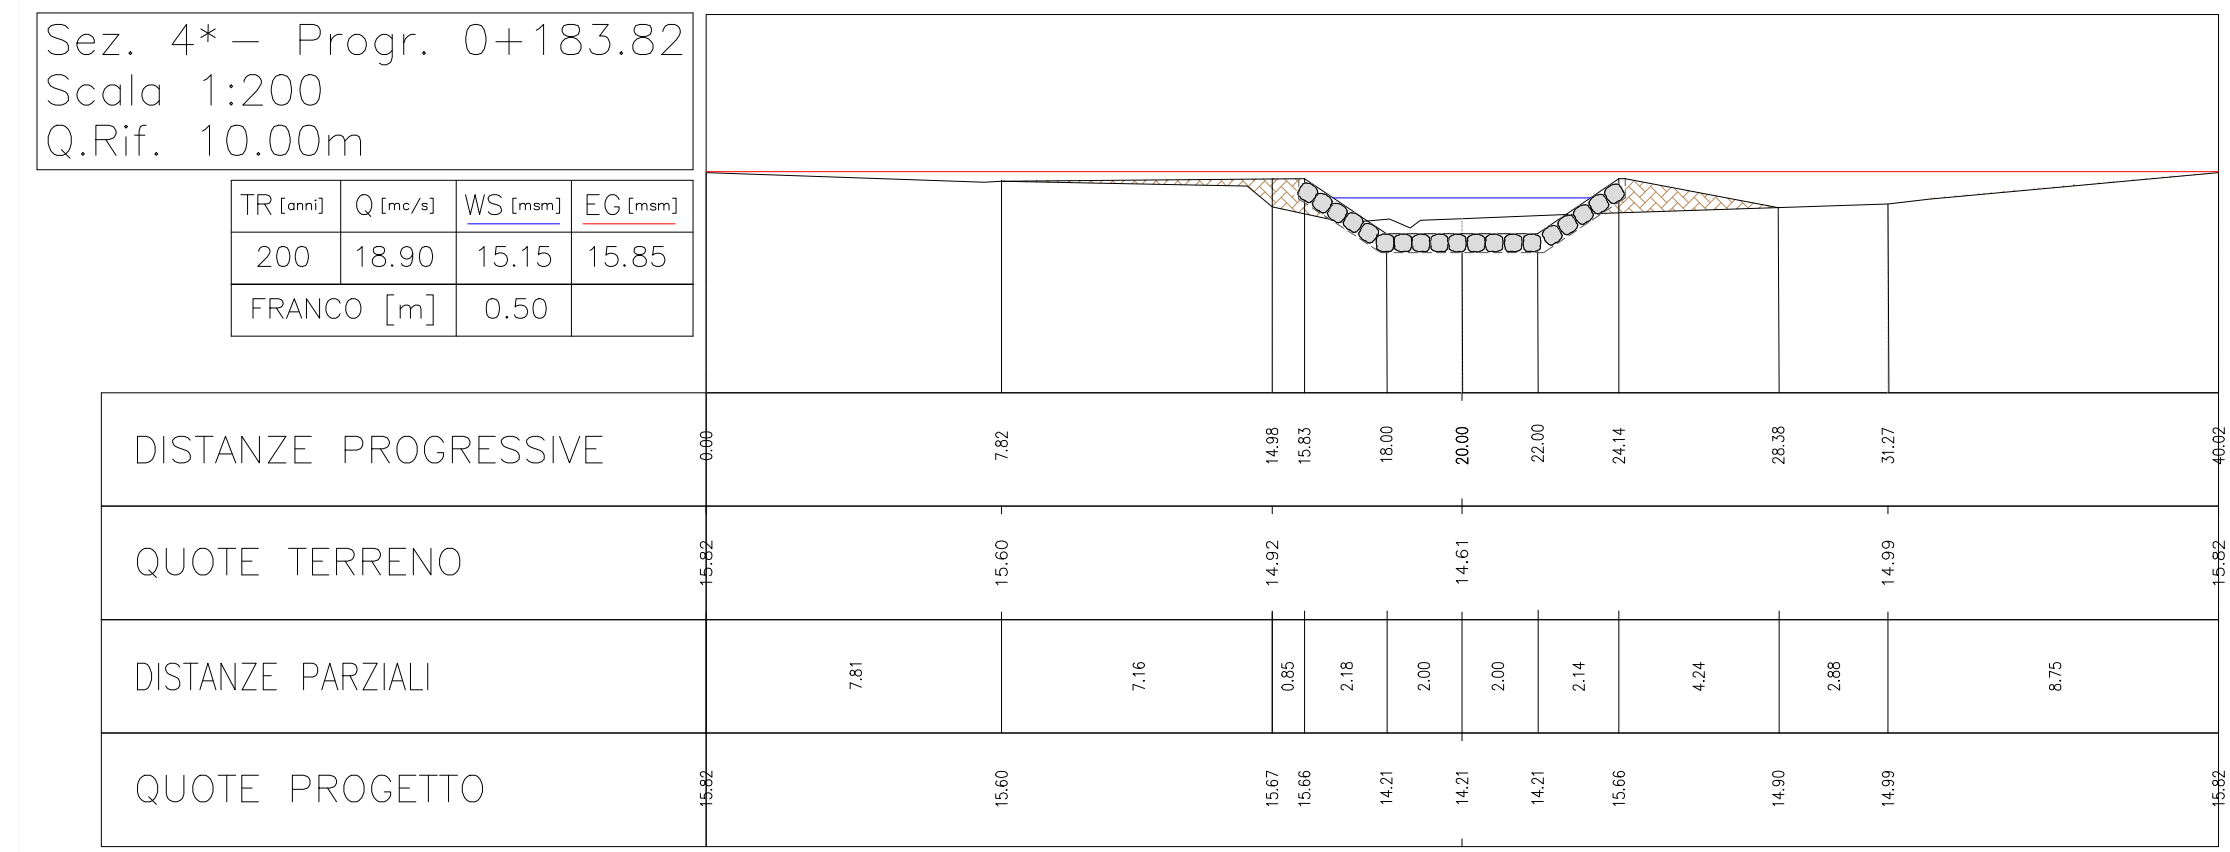 Sez. 4* – Progr. 0+183.82
Scala 1:200
Q.Rif. 10.00m
TR [anni] Q [mc/s] WS [msm] EG [msm]
200 18.90 15.15 15.85
FRANCO [m] 0.50
DISTANZE PROGRESSIVE 0.00 7.82 14.98 15.83 18.00 20.00 22.00 24.14 28.38 31.27 40.02
QUOTE TERRENO 15.82 15.60 14.92 14.61 14.99 15.82
DISTANZE PARZIALI 7.81 7.16 0.85 2.18 2.00 2.00 2.14 4.24 2.88 8.75
QUOTE PROGETTO 15.82 15.60 15.67 15.66 14.21 14.21 14.21 15.66 14.90 14.99 15.82